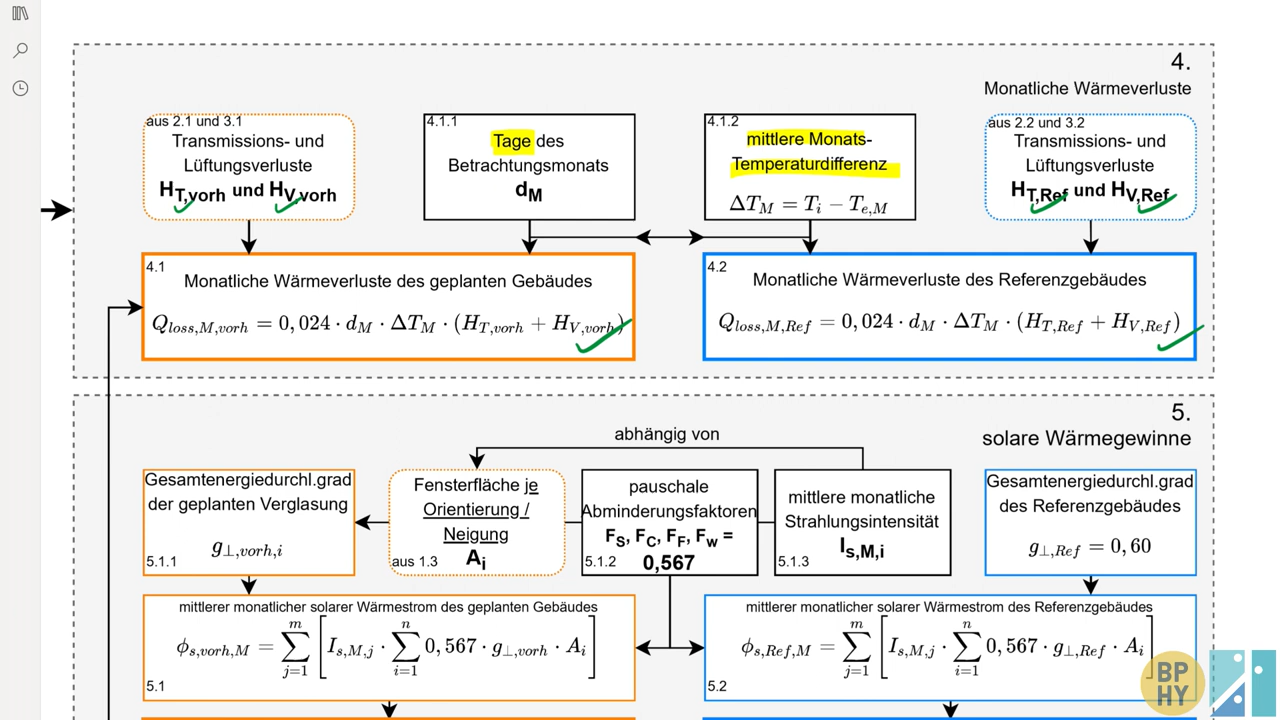 4.
Monatliche Wärmeverluste
aus 2.1 und 3.1
Transmissions- und
Lüftungsverluste
H_T,vorh und H_V,vorh
4.1.1
Tage des
Betrachtungsmonats
d_M
4.1.2
mittlere Monats-
Temperaturdifferenz
ΔT_M = T_i − T_e,M
aus 2.2 und 3.2
Transmissions- und
Lüftungsverluste
H_T,Ref und H_V,Ref
4.1
Monatliche Wärmeverluste des geplanten Gebäudes
Q_loss,M,vorh = 0,024 · d_M · ΔT_M · (H_T,vorh + H_V,vorh)
4.2
Monatliche Wärmeverluste des Referenzgebäudes
Q_loss,M,Ref = 0,024 · d_M · ΔT_M · (H_T,Ref + H_V,Ref)
5.
solare Wärmegewinne
abhängig von
Gesamtenergiedurchl.grad
der geplanten Verglasung
g_⊥,vorh,i
5.1.1
Fensterfläche je
Orientierung /
Neigung
aus 1.3 A_i
pauschale
Abminderungsfaktoren
F_S, F_C, F_F, F_w =
5.1.2 0,567
mittlere monatliche
Strahlungsintensität
I_s,M,i
5.1.3
Gesamtenergiedurchl.grad
des Referenzgebäudes
g_⊥,Ref = 0,60
mittlerer monatlicher solarer Wärmestrom des geplanten Gebäudes
ϕ_s,vorh,M = ∑_{j=1}^{m} [I_s,M,j · ∑_{i=1}^{n} 0,567 · g_⊥,vorh · A_i]
5.1
mittlerer monatlicher solarer Wärmestrom des Referenzgebäudes
ϕ_s,Ref,M = ∑_{j=1}^{m} [I_s,M,j · ∑_{i=1}^{n} 0,567 · g_⊥,Ref · A_i]
5.2
BP
HY